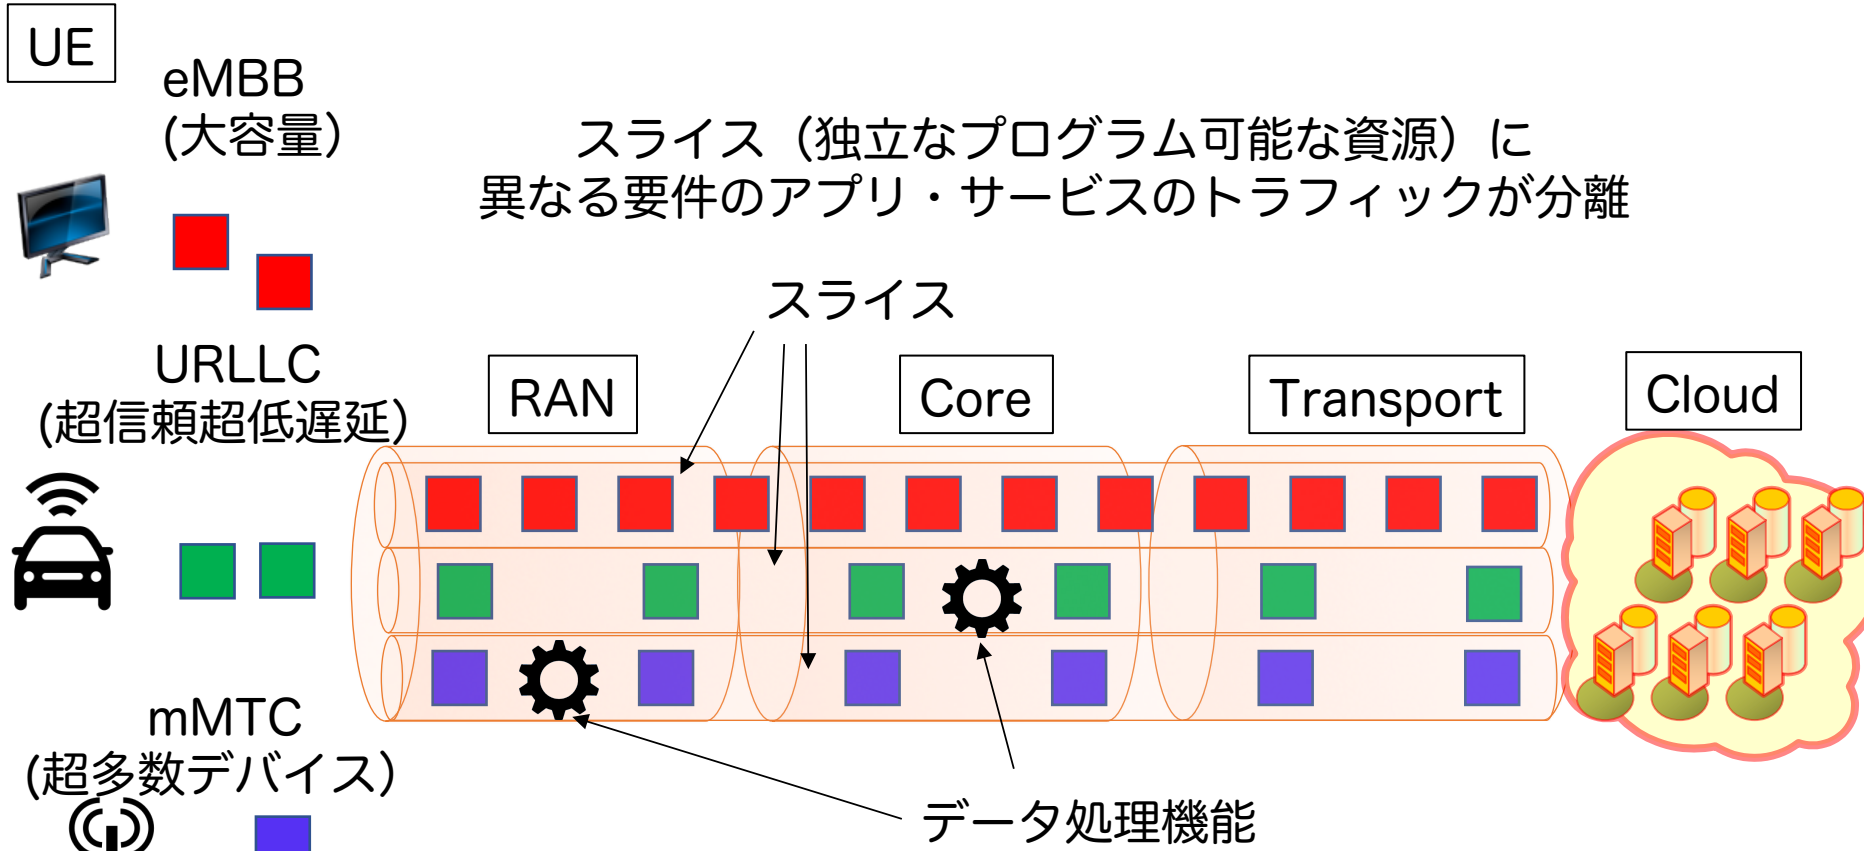 UE
eMBB
(大容量)
スライス（独立なプログラム可能な資源）に
異なる要件のアプリ・サービスのトラフィックが分離
スライス
URLLC
(超信頼超低遅延)
RAN
Core
Transport
Cloud
mMTC
(超多数デバイス)
データ処理機能